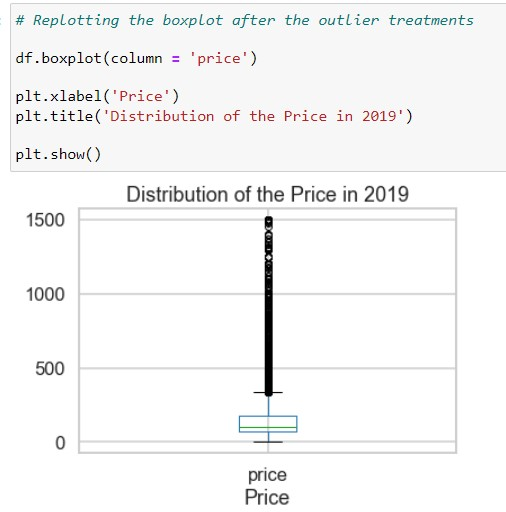 # Replotting the boxplot after the outlier treatments
df.boxplot(column = 'price')
plt.xlabel('Price')
plt.title('Distribution of the Price in 2019')
plt.show()
Distribution of the Price in 2019
1500
1000
500
0
price
Price